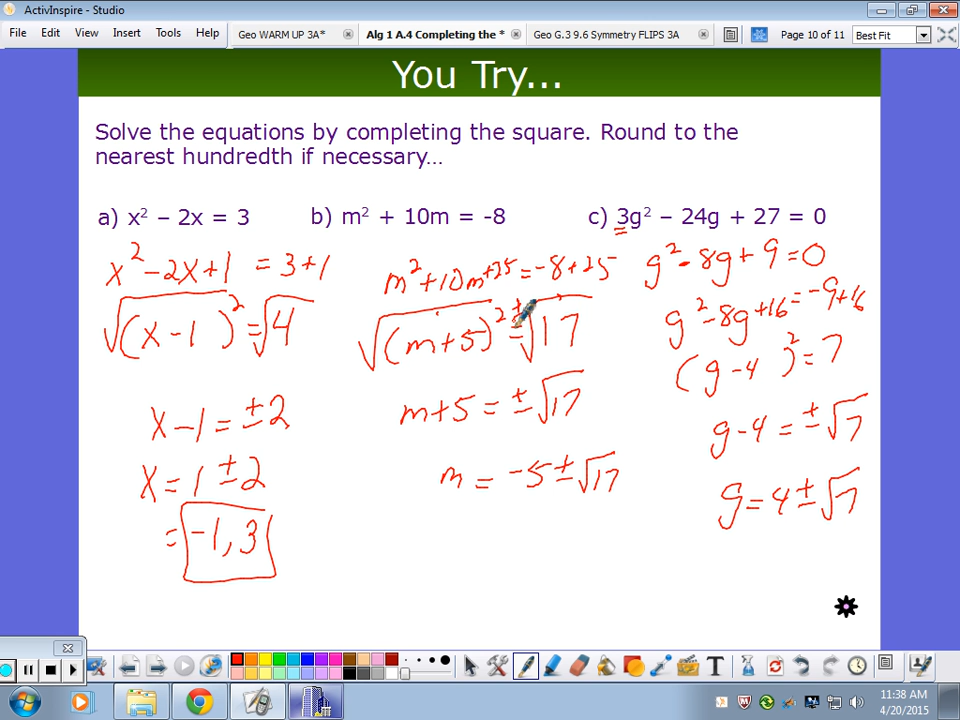 ActivInspire - Studio
File Edit View Insert Tools Help
Geo WARM UP 3A*
Alg 1 A.4 Completing the *
Geo G.3 9.6 Symmetry FLIPS 3A
Page 10 of 11
Best Fit
You Try...
Solve the equations by completing the square. Round to the
nearest hundredth if necessary…
a) x² – 2x = 3
b) m² + 10m = -8
c) 3g² – 24g + 27 = 0
x² - 2x + 1 = 3 + 1
√(x - 1)² = √4
x - 1 = ± 2
x = 1 ± 2
= -1, 3
m² + 10m + 25 = -8 + 25
√(m + 5)² = ±√17
m + 5 = ± √17
m = -5 ± √17
g² - 8g + 9 = 0
g² - 8g + 16 = -9 + 16
(g - 4)² = 7
g - 4 = ± √7
g = 4 ± √7
T
11:38 AM
4/20/2015